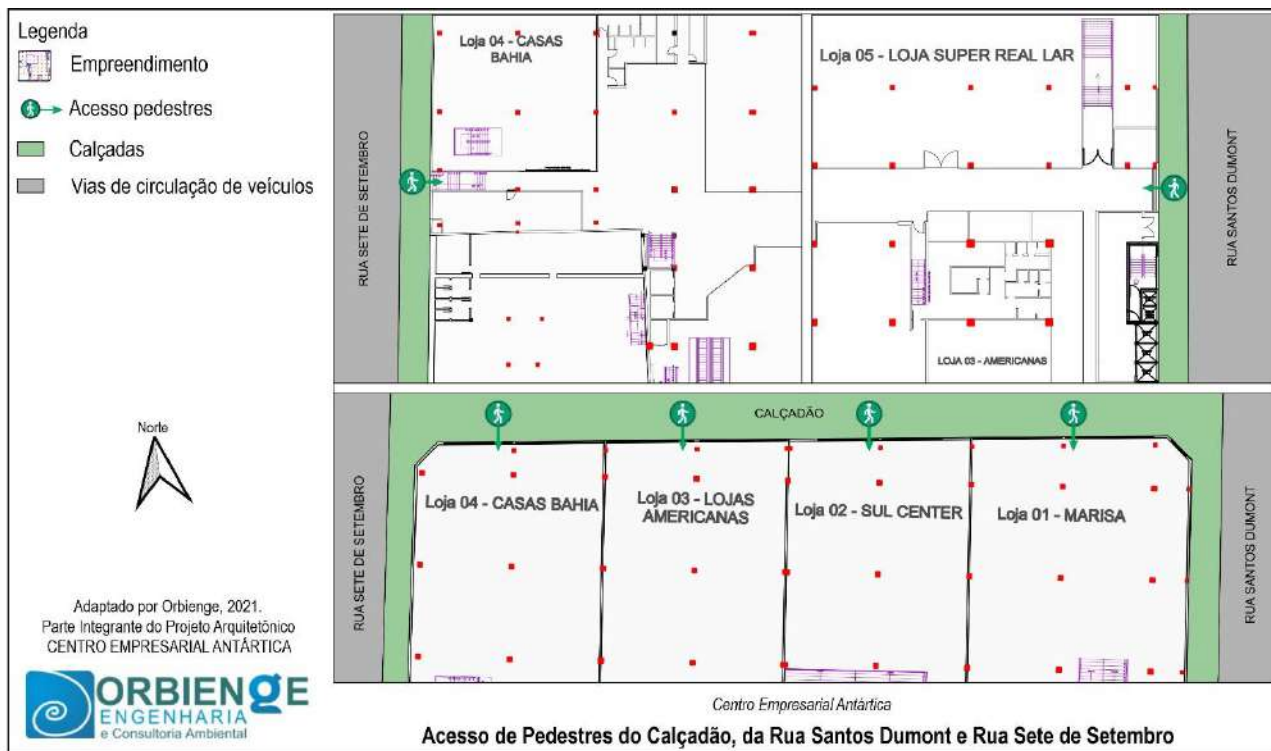 Legenda
Empreendimento
Acesso pedestres
Calçadas
Vias de circulação de veículos
Norte
Adaptado por Orbienge, 2021.
Parte Integrante do Projeto Arquitetônico
CENTRO EMPRESARIAL ANTÁRTICA
ORBIENGE
ENGENHARIA
e Consultoria Ambiental
RUA SETE DE SETEMBRO
Loja 04 - CASAS
BAHIA
Loja 05 - LOJA SUPER REAL LAR
LOJA 03 - AMERICANAS
RUA SANTOS DUMONT
RUA SETE DE SETEMBRO
CALÇADÃO
Loja 04 - CASAS BAHIA
Loja 03 - LOJAS
AMERICANAS
Loja 02 - SUL CENTER
Loja 01 - MARISA
RUA SANTOS DUMONT
Centro Empresarial Antártica
Acesso de Pedestres do Calçadão, da Rua Santos Dumont e Rua Sete de Setembro